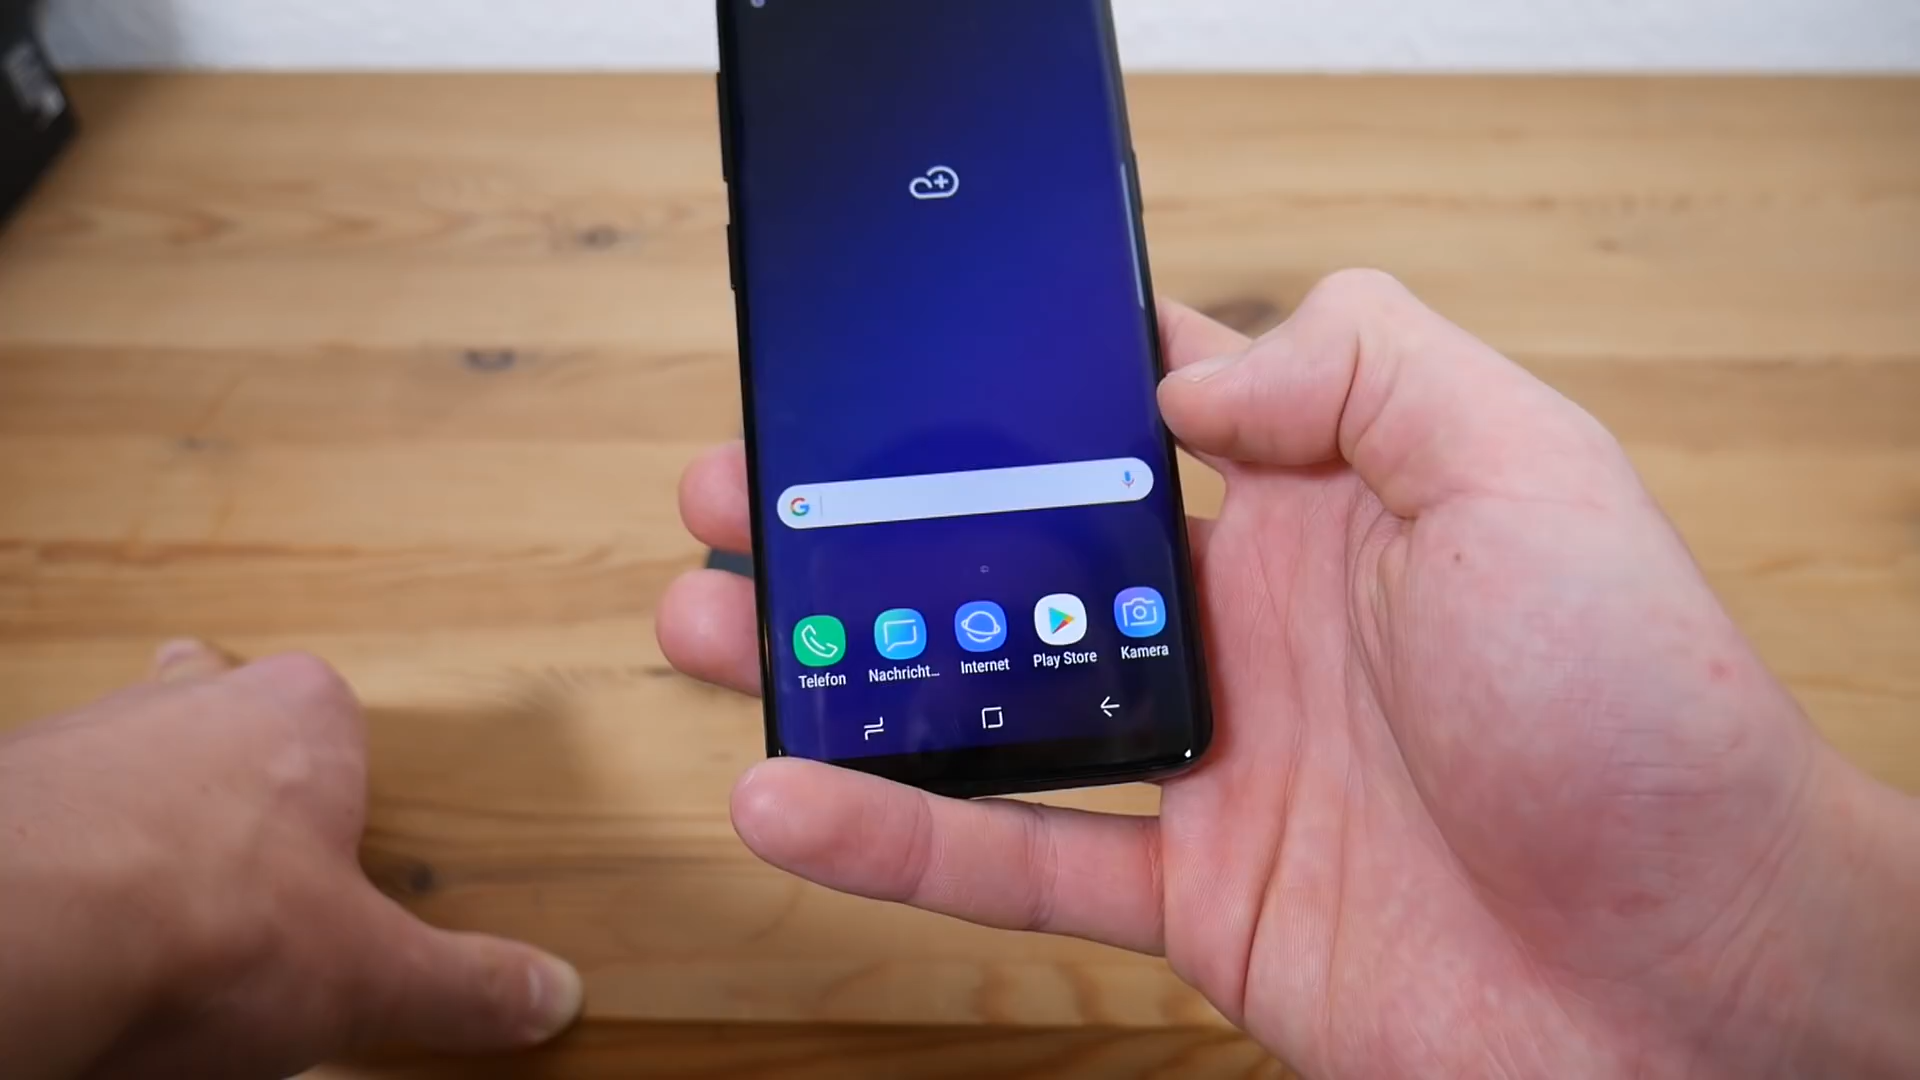 Telefon
Nachricht...
Internet
Play Store
Kamera